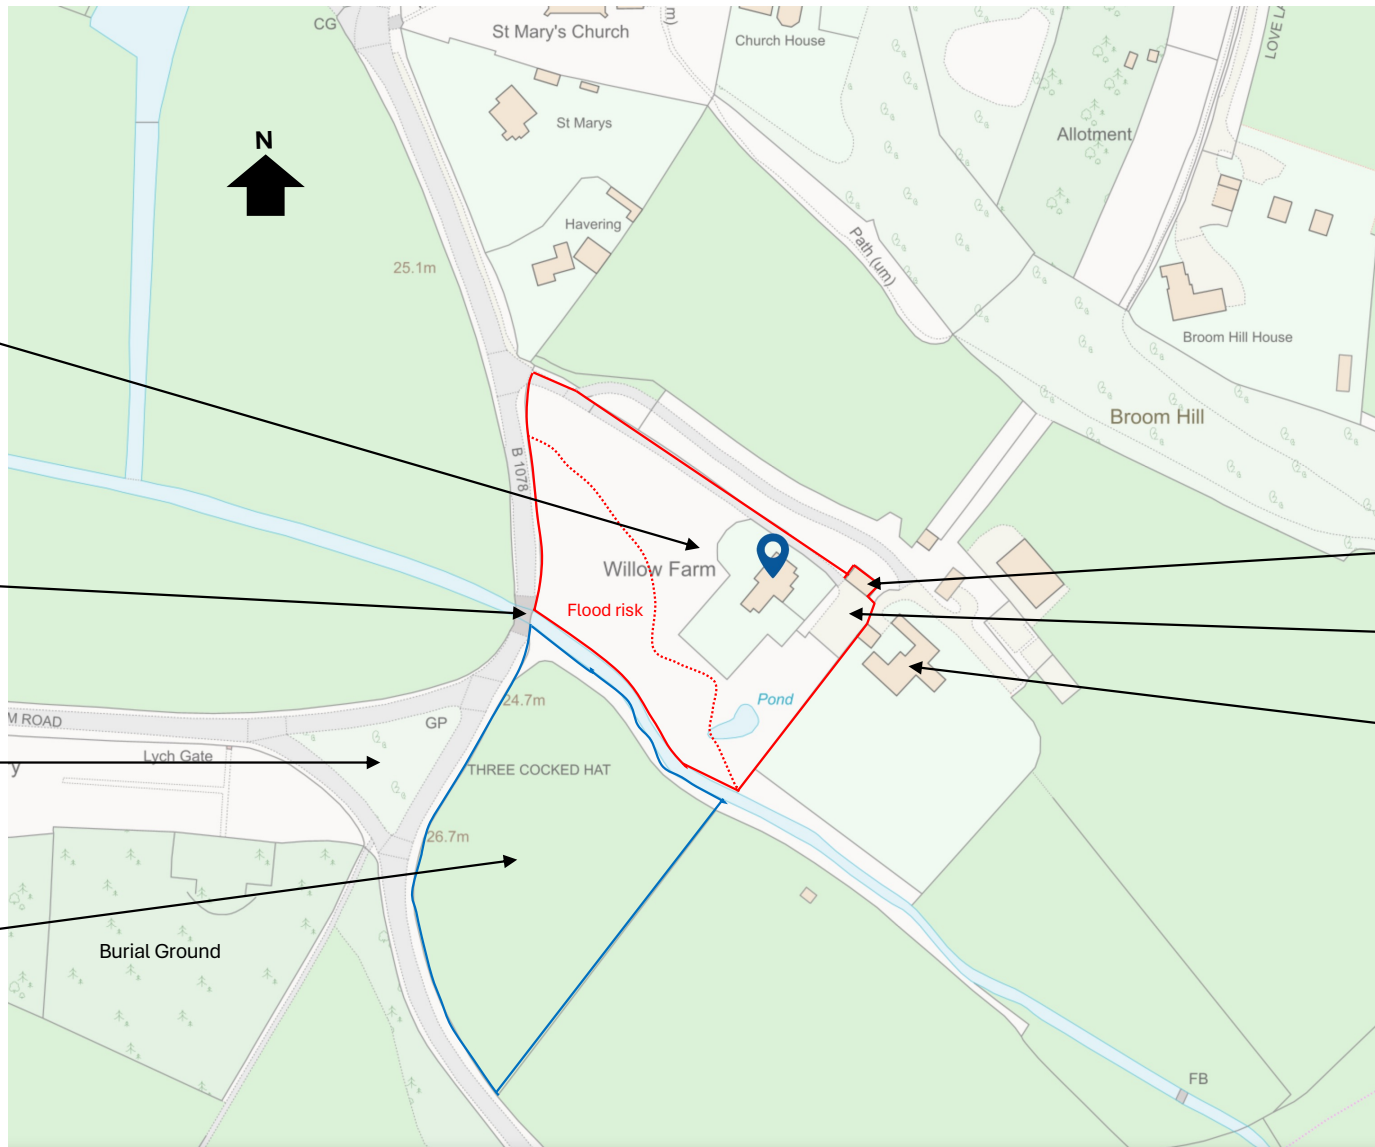 CG
St Mary's Church
(um)
Church House
LOVE LA
N
St Marys
Allotment
Havering
Path (um)
25.1m
Broom Hill House
Broom Hill
B 1078
Willow Farm
Flood risk
24.7m
Pond
M ROAD
GP
Lych Gate
y
THREE COCKED HAT
26.7m
Burial Ground
FB